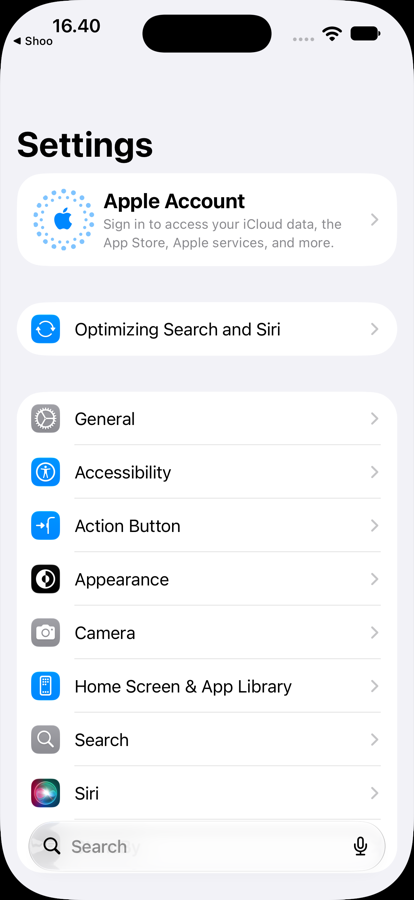 16.40
Shoo
Settings
Apple Account
Sign in to access your iCloud data, the
App Store, Apple services, and more.
Optimizing Search and Siri
General
Accessibility
Action Button
Appearance
Camera
Home Screen & App Library
Search
Siri
Search